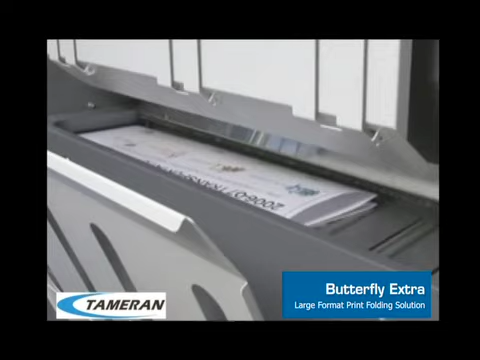 TAMERAN
Butterfly Extra
Large Format Print Folding Solution